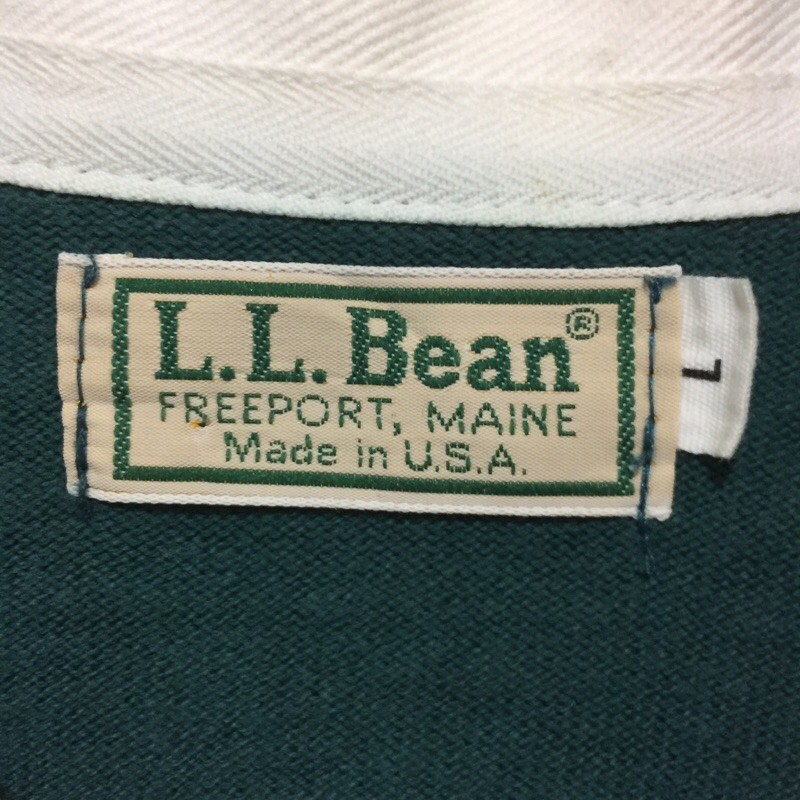 L.L. Bean®
FREEPORT, MAINE
Made in U.S.A.
L